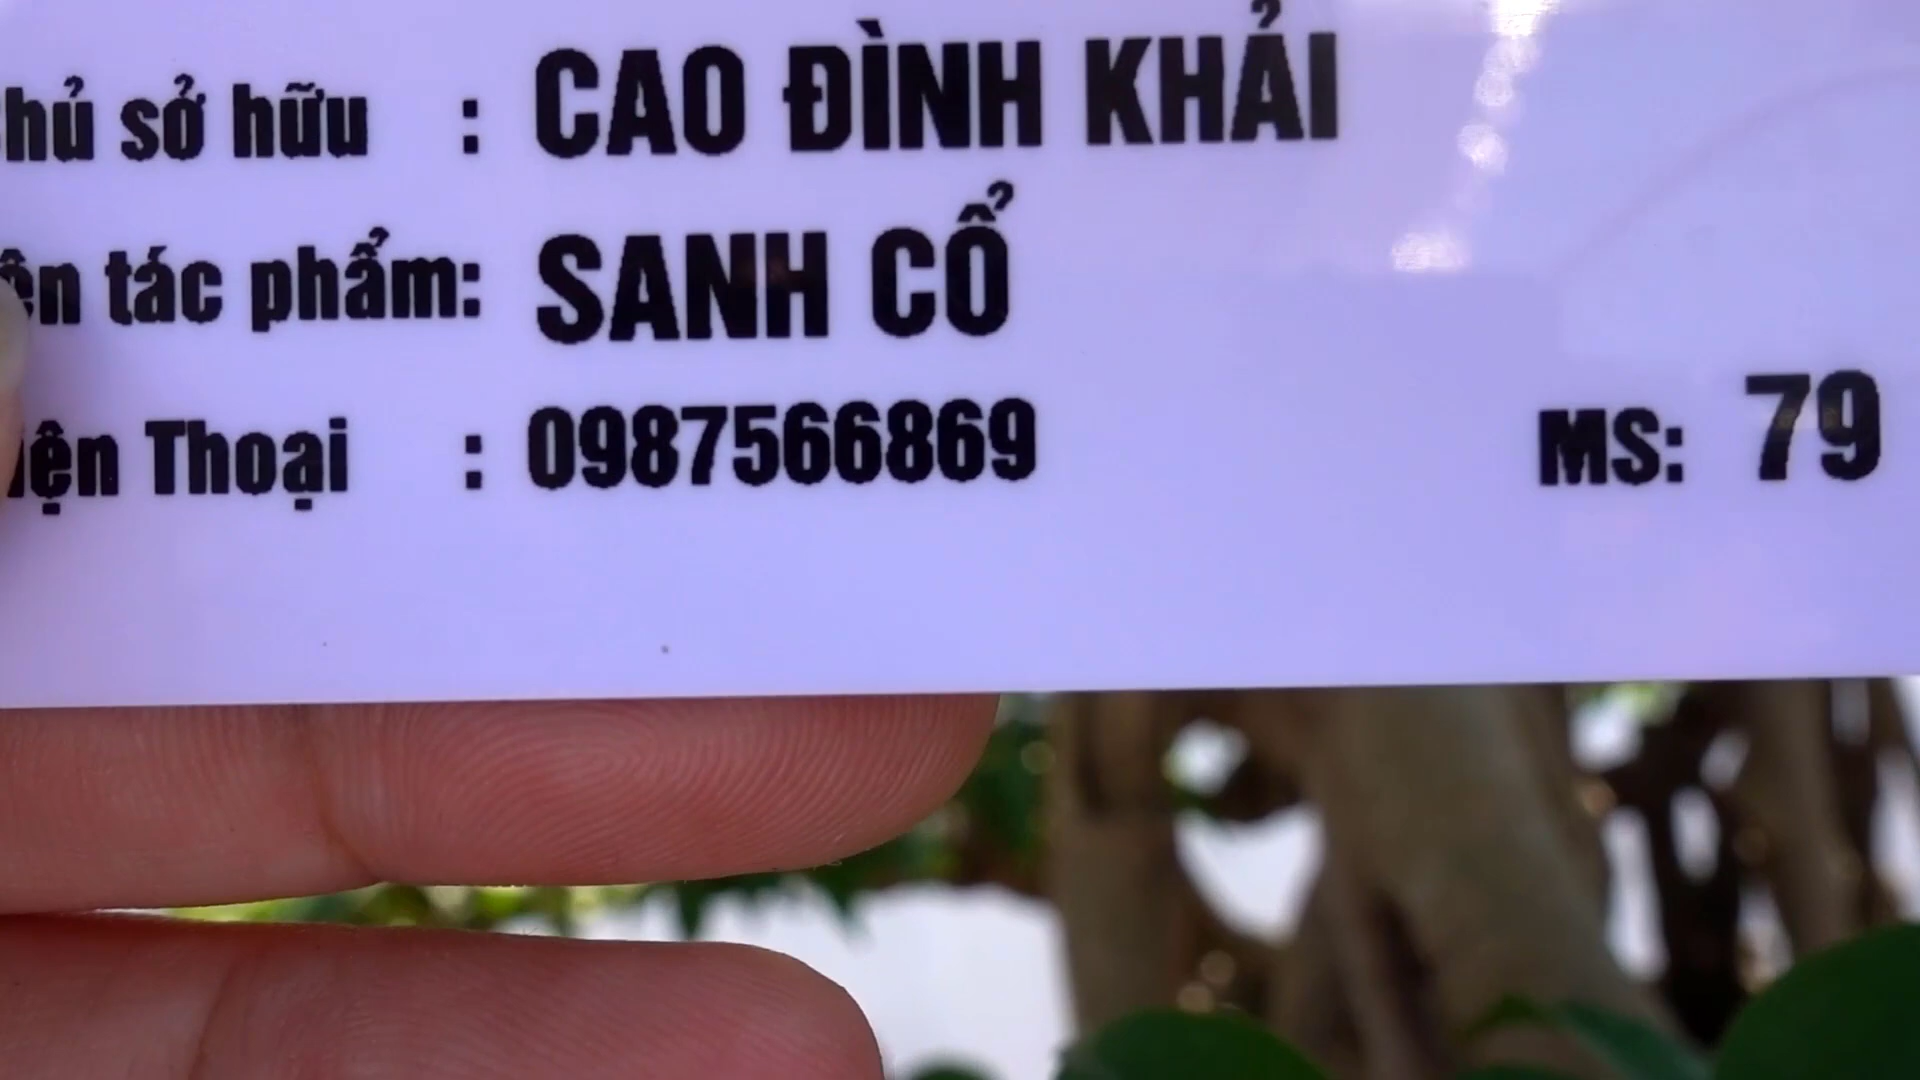 hủ sở hữu : CAO ĐÌNH KHẢI
ên tác phẩm: SANH CỔ
iện Thoại : 0987566869 MS: 79